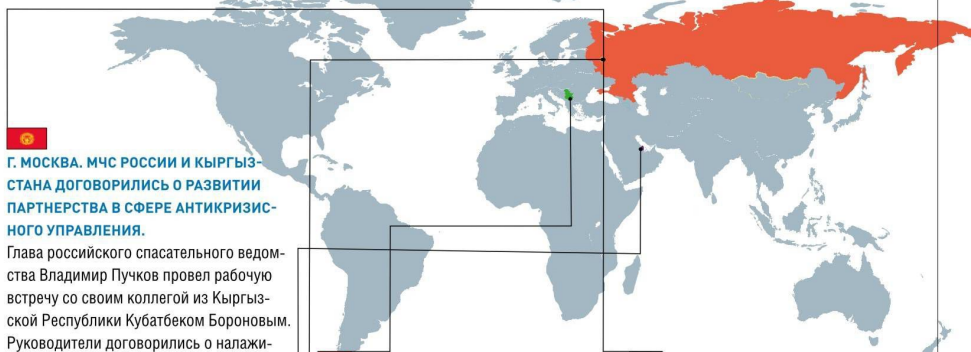 Г. МОСКВА. МЧС РОССИИ И КЫРГЫЗ-
СТАНА ДОГОВОРИЛИСЬ О РАЗВИТИИ
ПАРТНЕРСТВА В СФЕРЕ АНТИКРИЗИС-
НОГО УПРАВЛЕНИЯ.
Глава российского спасательного ведом-
ства Владимир Пучков провел рабочую
встречу со своим коллегой из Кыргыз-
ской Республики Кубатбеком Бороновым.
Руководители договорились о налажи-